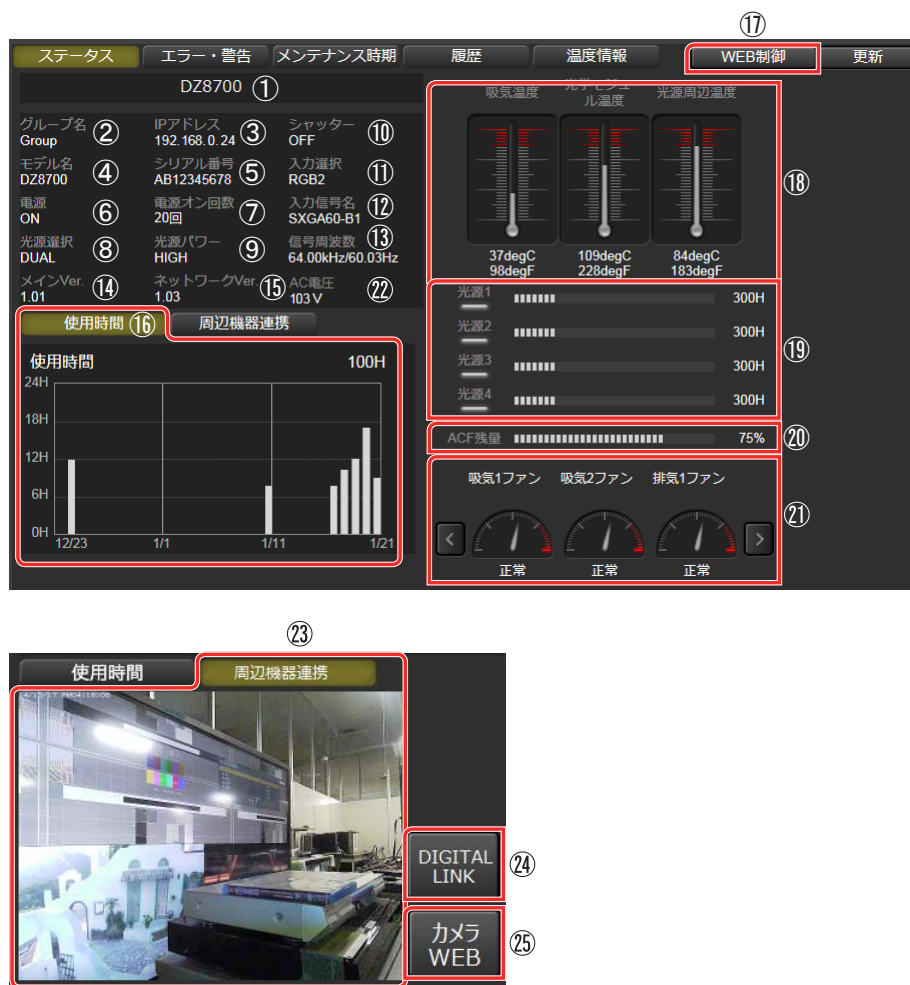 ⑰
ステータス エラー・警告 メンテナンス時期 履歴 温度情報 WEB制御 更新
DZ8700 ①
グループ名 ② IPアドレス ③ シャッター ⑩
Group 192.168.0.24 OFF
モデル名 ④ シリアル番号 ⑤ 入力選択 ⑪
DZ8700 AB12345678 RGB2
電源 ⑥ 電源オン回数 ⑦ 入力信号名 ⑫
ON 20回 SXGA60-B1
光源選択 ⑧ 光源パワー ⑨ 信号周波数 ⑬
DUAL HIGH 64.00kHz/60.03Hz
メインVer. ⑭ ネットワークVer. ⑮ AC電圧 ㉒
1.01 1.03 103 V
使用時間 ⑯ 周辺機器連携
使用時間 100H
24H
18H
12H
6H
0H
12/23 1/1 1/11 1/21
吸気温度 光学モジュール温度 光源周辺温度
⑱
37degC 109degC 84degC
98degF 228degF 183degF
光源1 300H
光源2 300H
⑲
光源3 300H
光源4 300H
ACF残量 75% ⑳
吸気1ファン 吸気2ファン 排気1ファン
㉑
< >
正常 正常 正常
㉓
使用時間 周辺機器連携
DIGITAL
LINK
㉔
カメラ
WEB
㉕